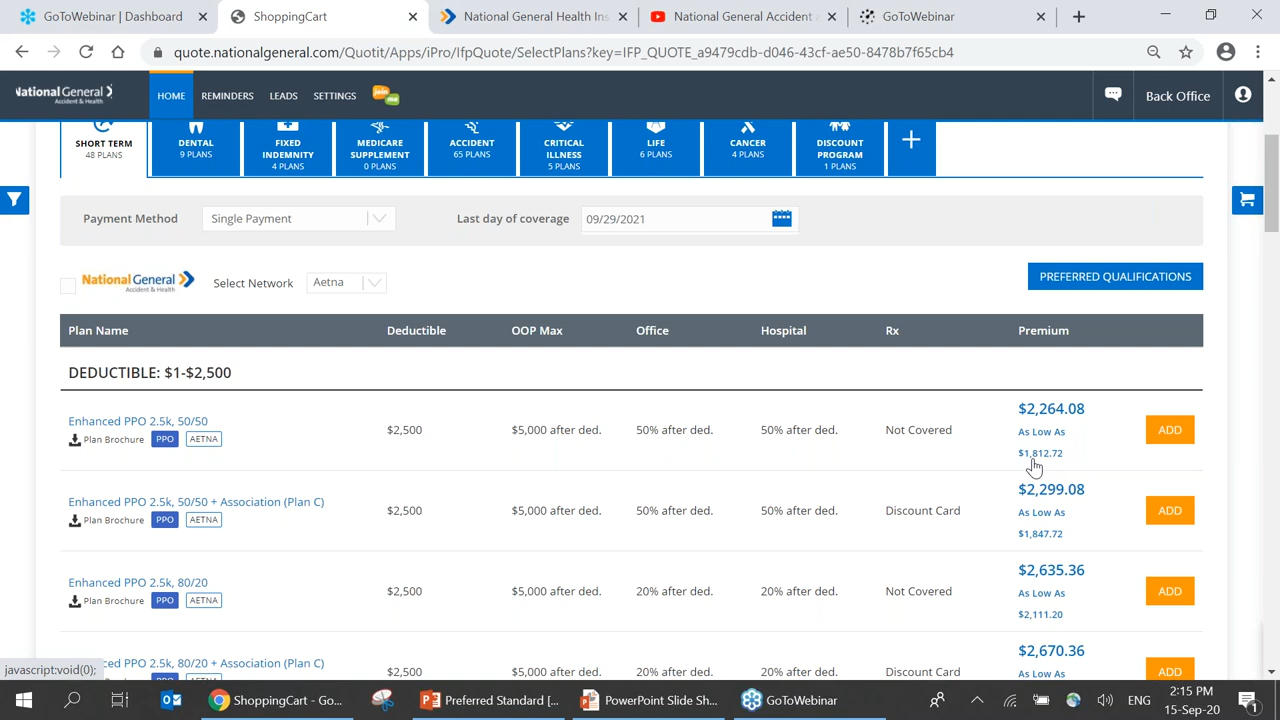 GoToWebinar | Dashboard
ShoppingCart
National General Health Ins
National General Accident &
GoToWebinar
quote.nationalgeneral.com/Quotit/Apps/iPro/IfpQuote/SelectPlans?key=IFP_QUOTE_a9479cdb-d046-43cf-ae50-8478b7f65cb4
National General
Accident & Health
HOME
REMINDERS
LEADS
SETTINGS
join
me
Back Office
SHORT TERM
48 PLANS
DENTAL
9 PLANS
FIXED
INDEMNITY
4 PLANS
MEDICARE
SUPPLEMENT
0 PLANS
ACCIDENT
65 PLANS
CRITICAL
ILLNESS
5 PLANS
LIFE
6 PLANS
CANCER
4 PLANS
DISCOUNT
PROGRAM
1 PLANS
Payment Method
Single Payment
Last day of coverage
09/29/2021
National General
Accident & Health
Select Network
Aetna
PREFERRED QUALIFICATIONS
Plan Name Deductible OOP Max Office Hospital Rx Premium
DEDUCTIBLE: $1-$2,500
Enhanced PPO 2.5k, 50/50
Plan Brochure PPO AETNA
$2,500 $5,000 after ded. 50% after ded. 50% after ded. Not Covered
$2,264.08
As Low As
$1,812.72
ADD
Enhanced PPO 2.5k, 50/50 + Association (Plan C)
Plan Brochure PPO AETNA
$2,500 $5,000 after ded. 50% after ded. 50% after ded. Discount Card
$2,299.08
As Low As
$1,847.72
ADD
Enhanced PPO 2.5k, 80/20
Plan Brochure PPO AETNA
$2,500 $5,000 after ded. 20% after ded. 20% after ded. Not Covered
$2,635.36
As Low As
$2,111.20
ADD
ed PPO 2.5k, 80/20 + Association (Plan C)
$2,500 $5,000 after ded. 20% after ded. 20% after ded. Discount Card
$2,670.36
As Low As
ADD
javascript:void(0);
ShoppingCart - Go...
Preferred Standard [...
PowerPoint Slide Sh...
GoToWebinar
ENG
2:15 PM
15-Sep-20
1